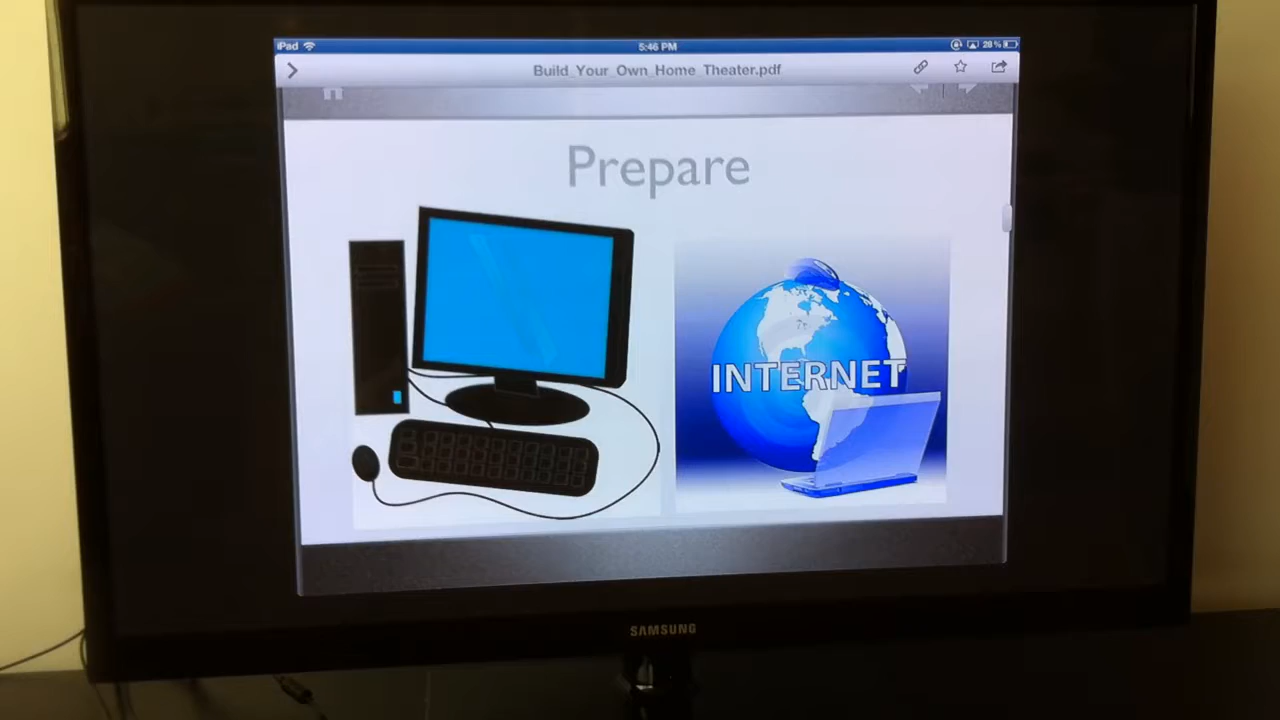 iPad
5:46 PM
28%
Build_Your_Own_Home_Theater.pdf
Prepare
INTERNET
SAMSUNG